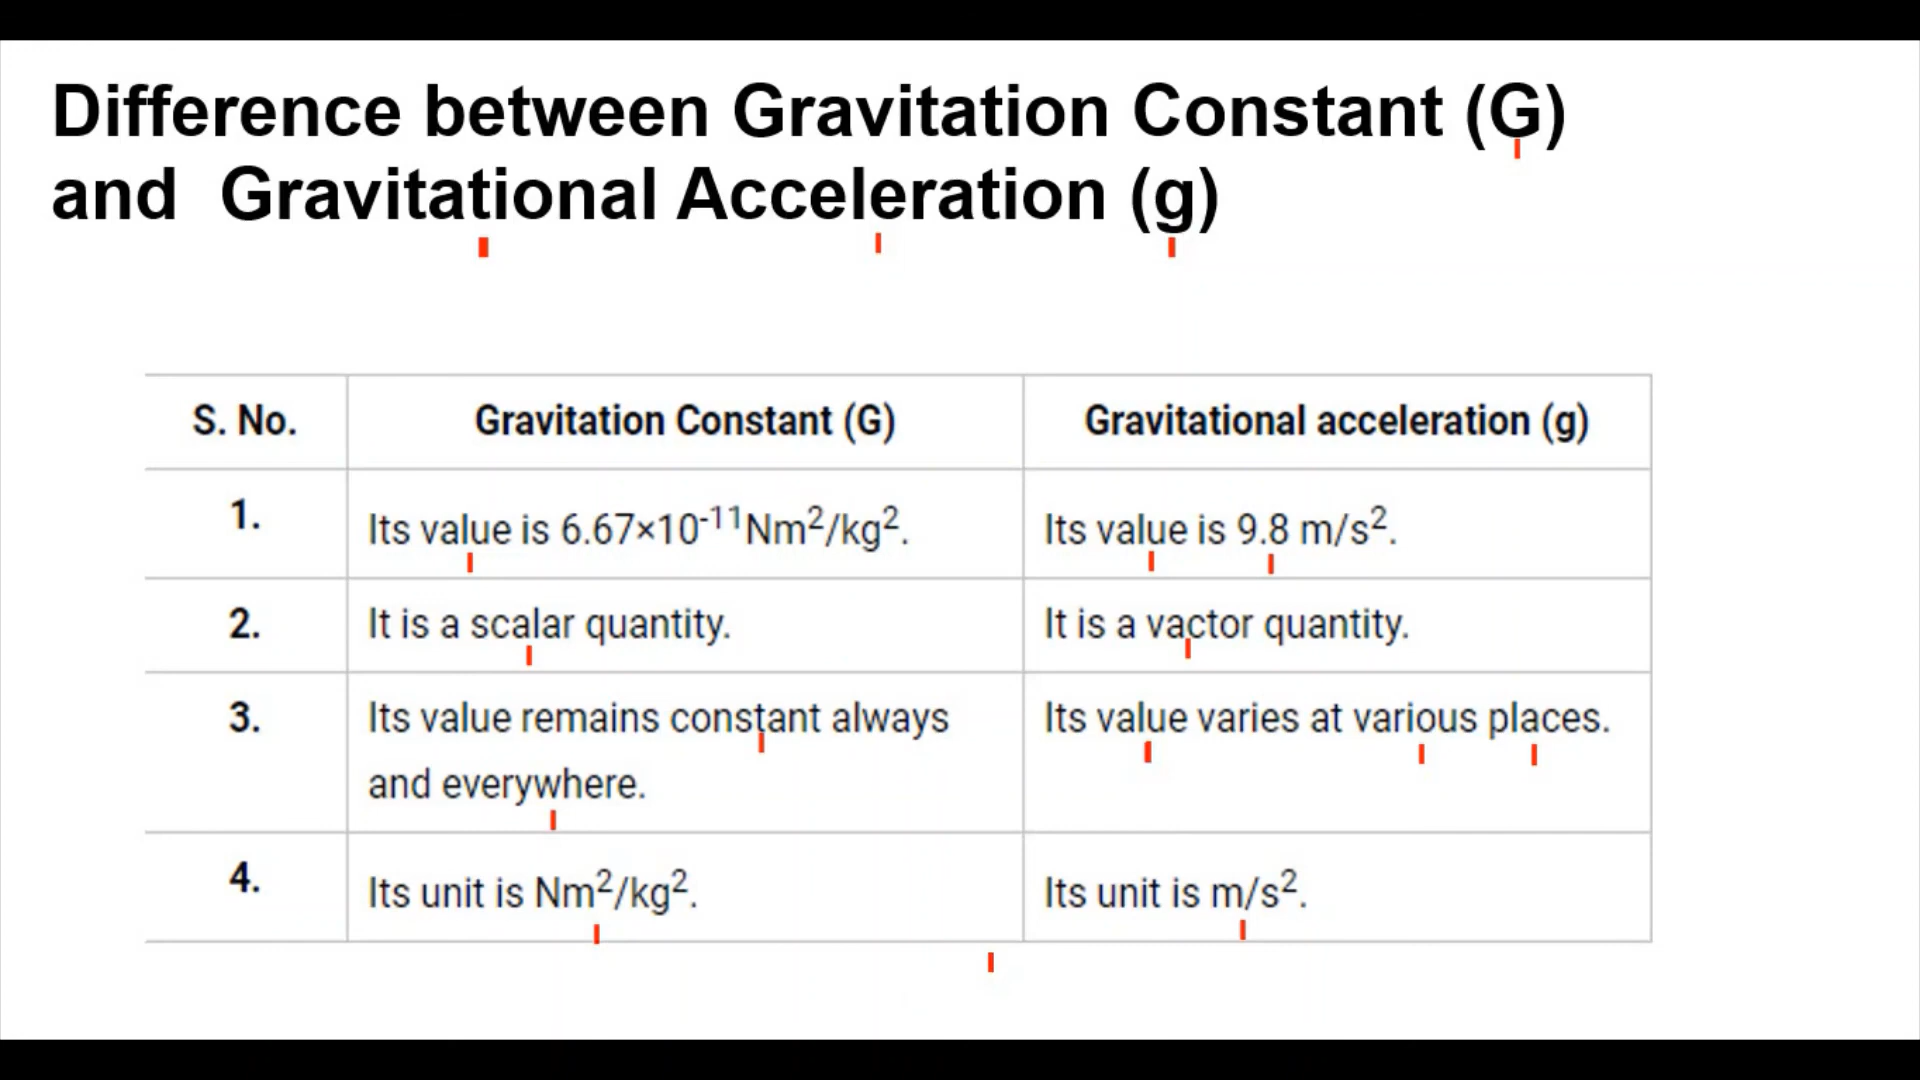 Difference between Gravitation Constant (G)
and Gravitational Acceleration (g)
S. No. Gravitation Constant (G) Gravitational acceleration (g)
1. Its value is 6.67×10⁻¹¹Nm²/kg². Its value is 9.8 m/s².
2. It is a scalar quantity. It is a vactor quantity.
3. Its value remains constant always Its value varies at various places.
and everywhere.
4. Its unit is Nm²/kg². Its unit is m/s².